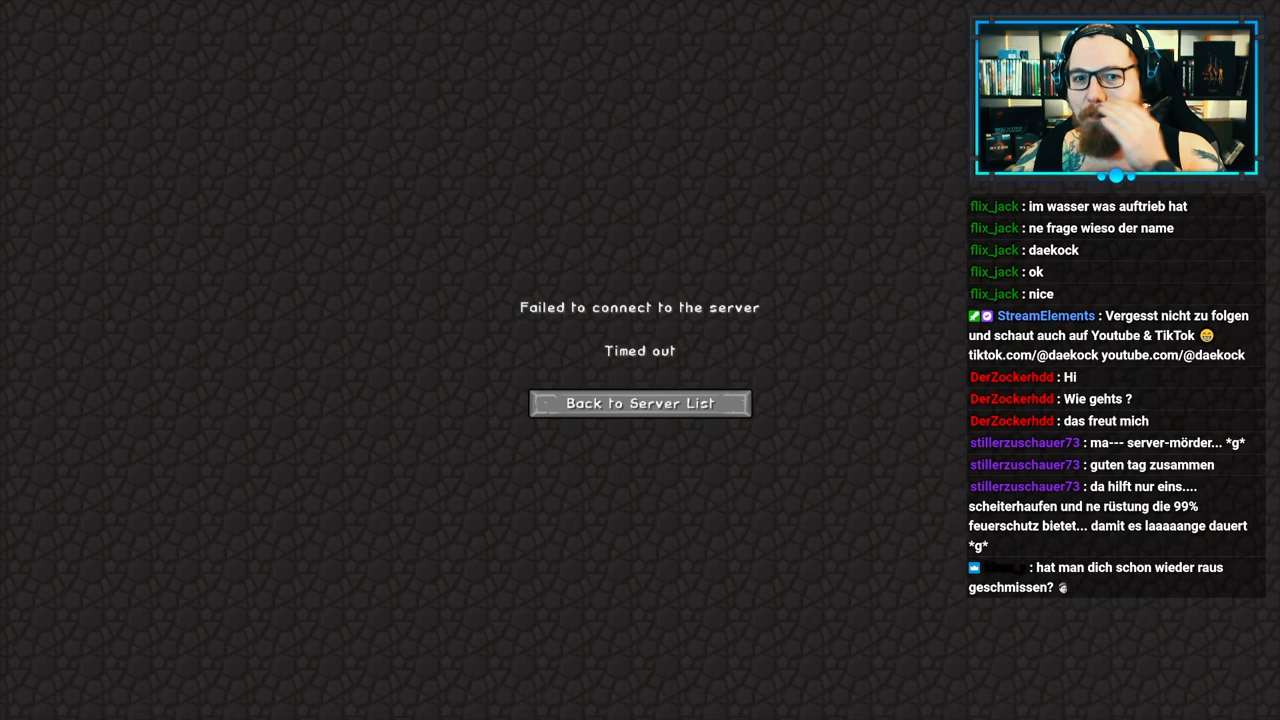 Failed to connect to the server
Timed out
Back to Server List
flix_jack : im wasser was auftrieb hat
flix_jack : ne frage wieso der name
flix_jack : daekock
flix_jack : ok
flix_jack : nice
StreamElements : Vergesst nicht zu folgen
und schaut auch auf Youtube & TikTok 😁
tiktok.com/@daekock youtube.com/@daekock
DerZockerhdd : Hi
DerZockerhdd : Wie gehts ?
DerZockerhdd : das freut mich
stillerzuschauer73 : ma--- server-mörder... *g*
stillerzuschauer73 : guten tag zusammen
stillerzuschauer73 : da hilft nur eins....
scheiterhaufen und ne rüstung die 99%
feuerschutz bietet... damit es laaaaange dauert
*g*
: hat man dich schon wieder raus
geschmissen?